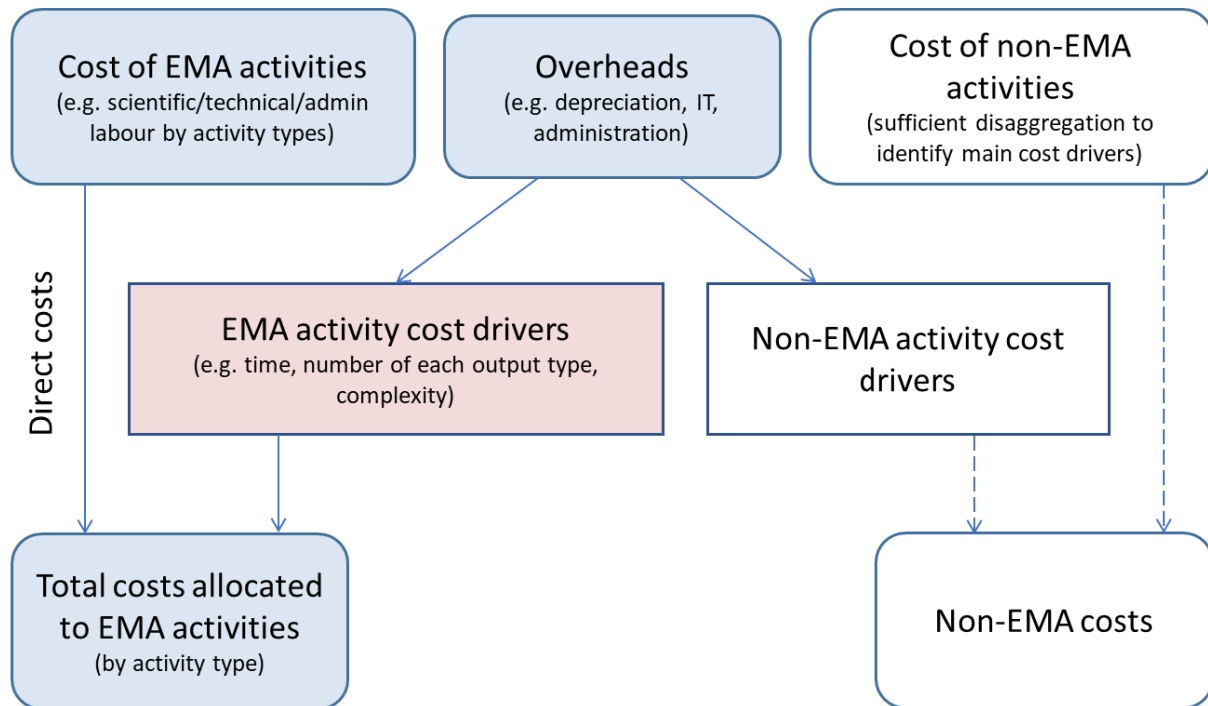 Cost of EMA activities
(e.g. scientific/technical/admin
labour by activity types)
Overheads
(e.g. depreciation, IT,
administration)
Cost of non-EMA
activities
(sufficient disaggregation to
identify main cost drivers)
Direct costs
EMA activity cost drivers
(e.g. time, number of each output type,
complexity)
Non-EMA activity cost
drivers
Total costs allocated
to EMA activities
(by activity type)
Non-EMA costs